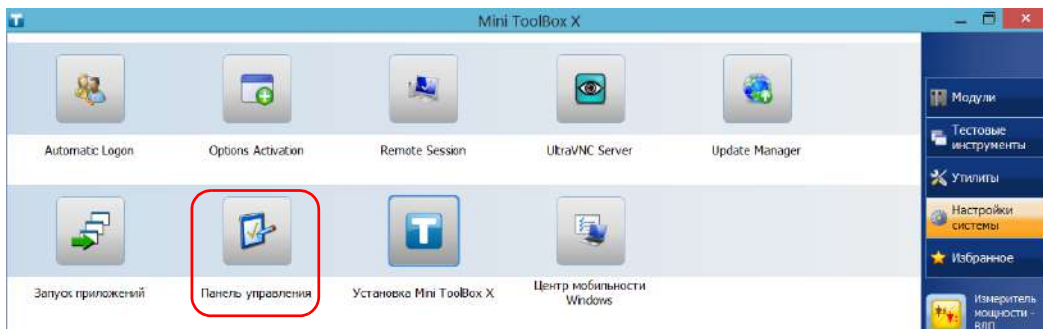 Mini ToolBox X
Automatic Logon
Options Activation
Remote Session
UltraVNC Server
Update Manager
Запуск приложений
Панель управления
Установка Mini ToolBox X
Центр мобильности
Windows
Модули
Тестовые
инструменты
Утилиты
Настройки
системы
Избранное
Измеритель
мощности -
ВЛП